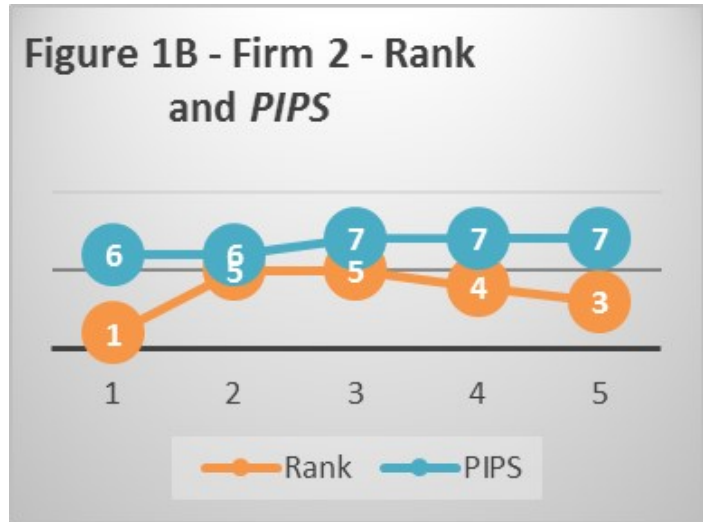 Figure 1B - Firm 2 - Rank
and PIPS
6 6 7 7 7
1 5 5 4 3
1 2 3 4 5
Rank PIPS